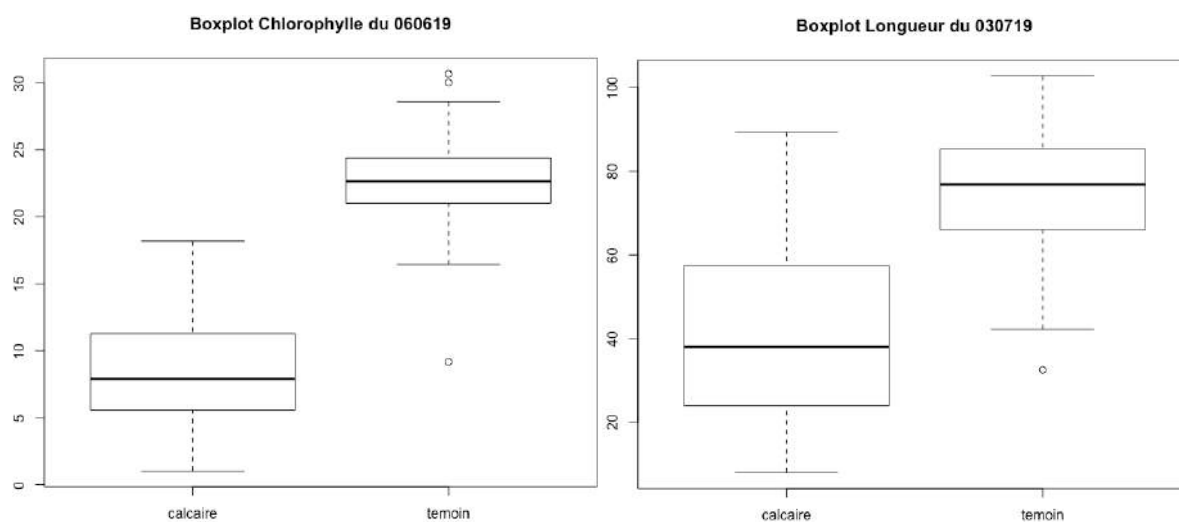 Boxplot Chlorophylle du 060619
30
25
20
15
10
5
0
calcaire
temoin
Boxplot Longueur du 030719
100
80
60
40
20
calcaire
temoin